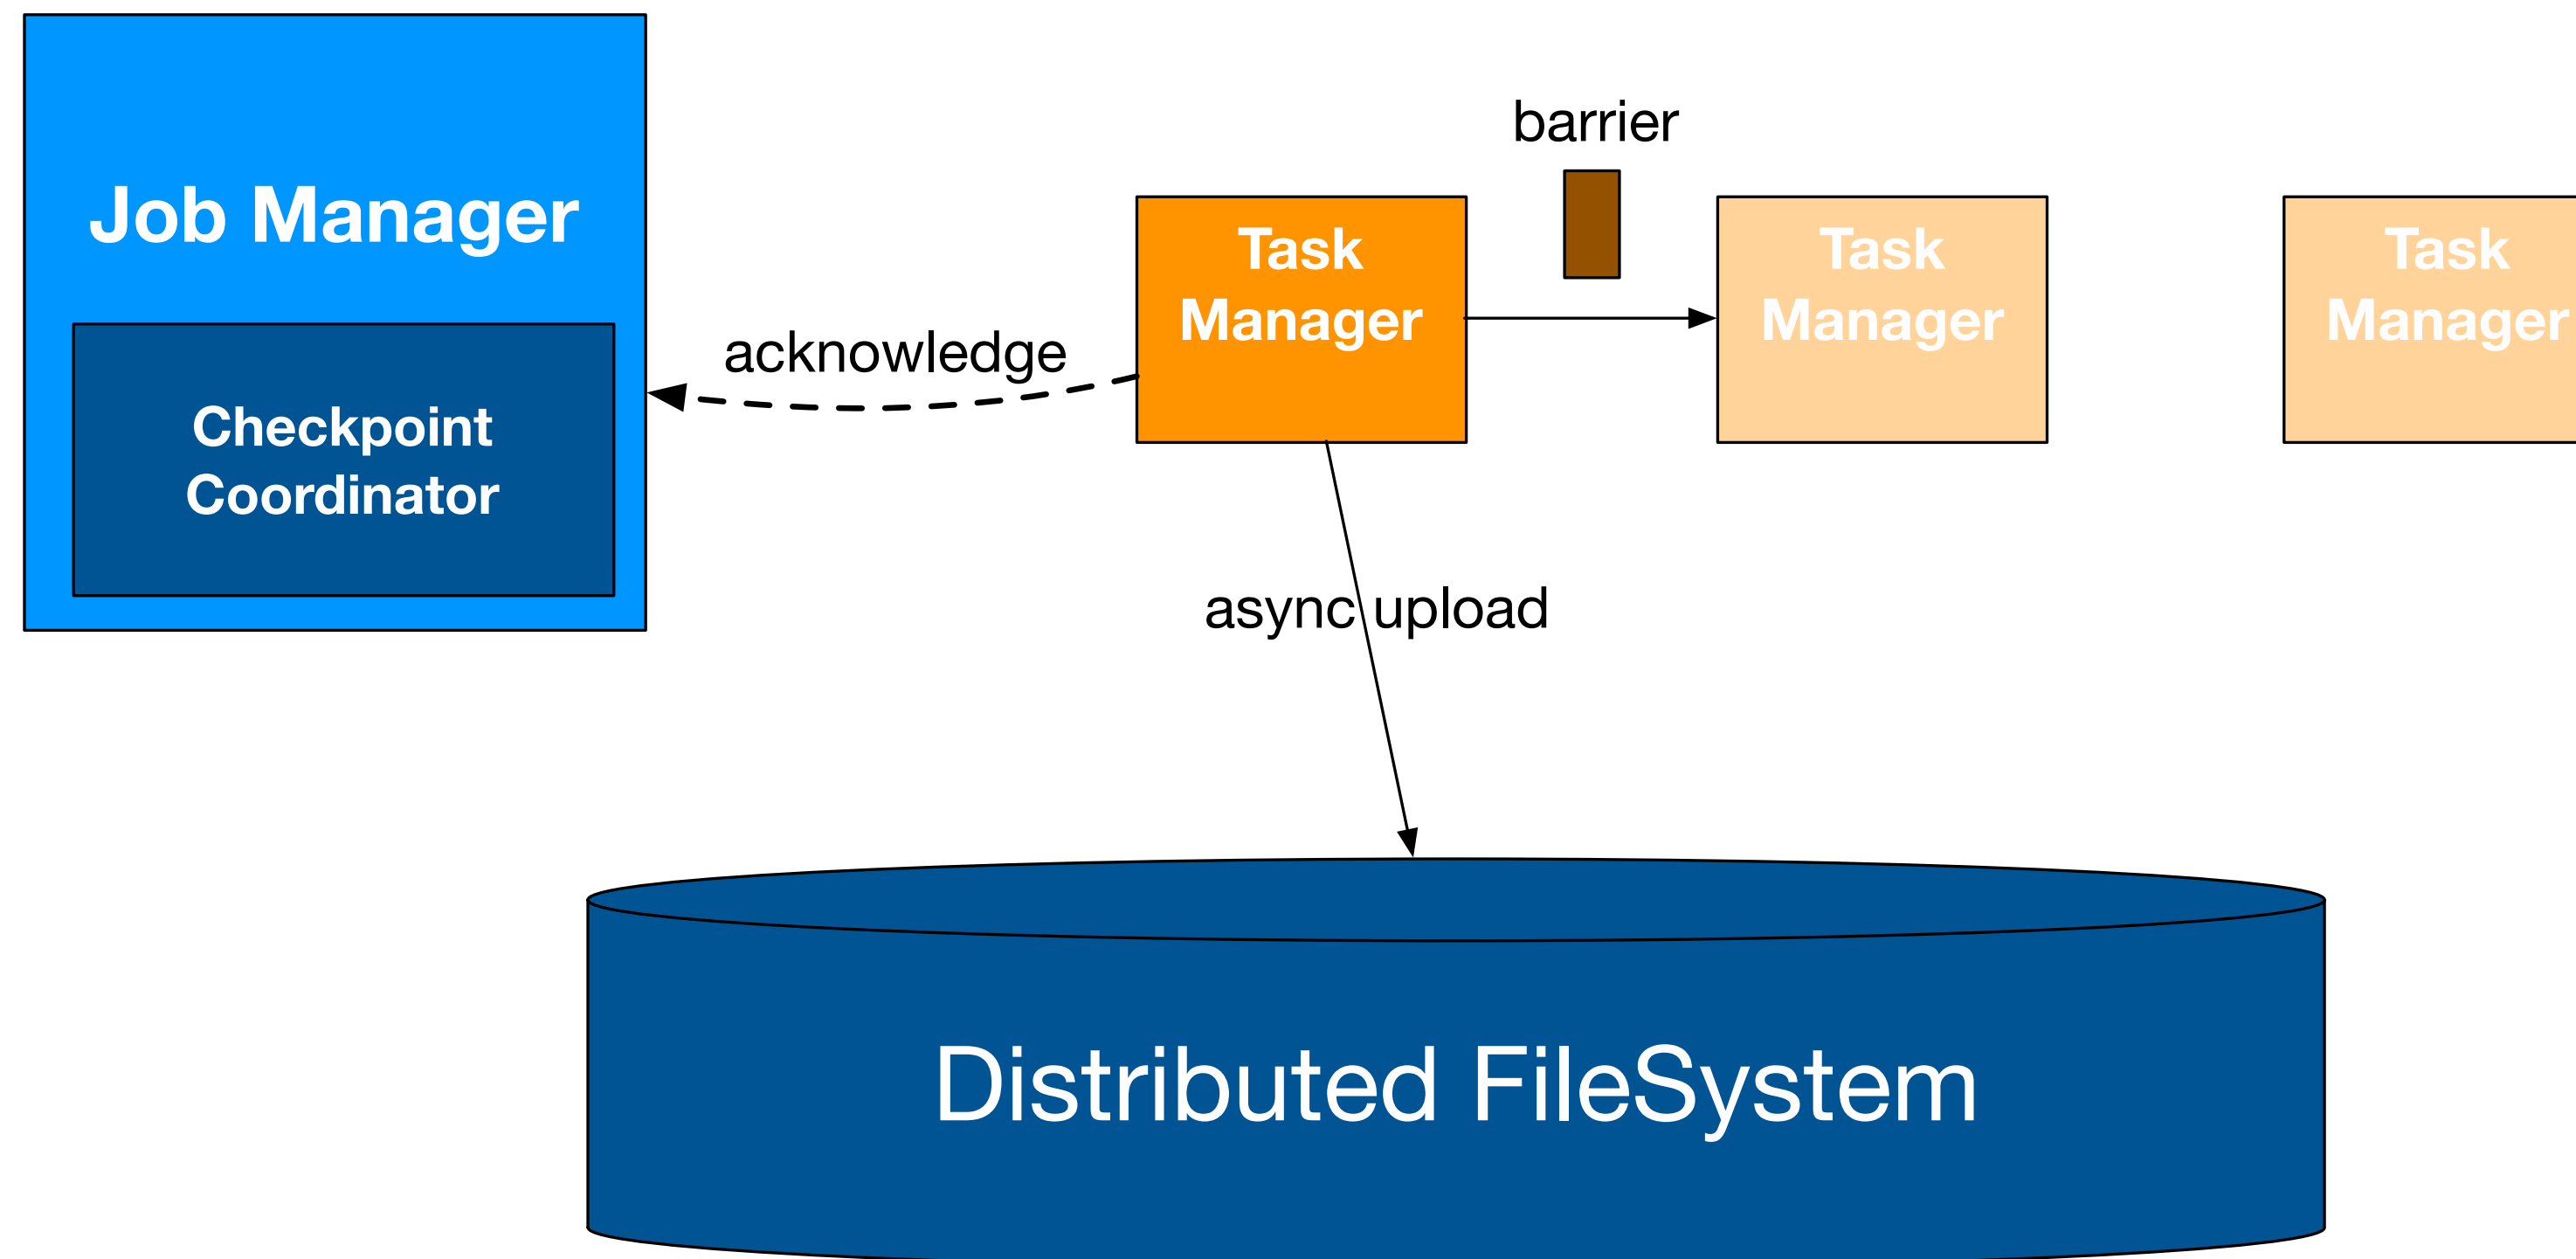 barrier
Job Manager
Task
Manager
Task
Manager
Task
Manager
acknowledge
Checkpoint
Coordinator
async upload
Distributed FileSystem